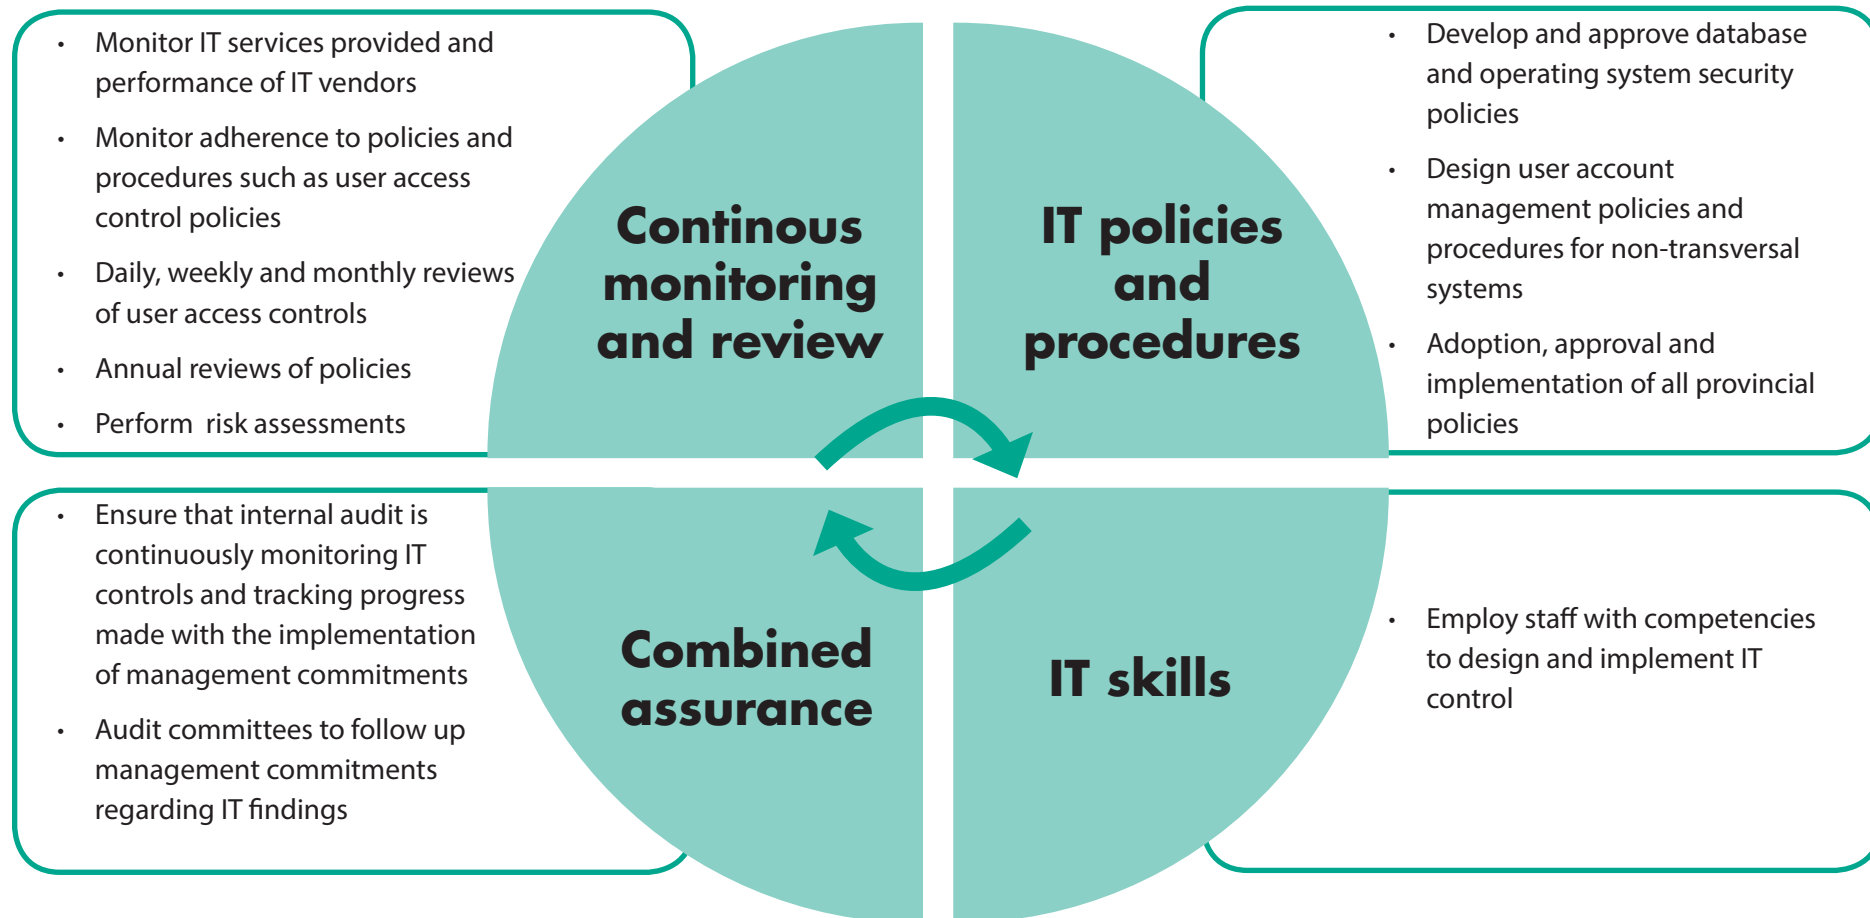 • Monitor IT services provided and
performance of IT vendors
• Monitor adherence to policies and
procedures such as user access
control policies
• Daily, weekly and monthly reviews
of user access controls
• Annual reviews of policies
• Perform  risk assessments
Continous
monitoring
and review
IT policies
and
procedures
• Develop and approve database
and operating system security
policies
• Design user account
management policies and
procedures for non-transversal
systems
• Adoption, approval and
implementation of all provincial
policies
• Ensure that internal audit is
continuously monitoring IT
controls and tracking progress
made with the implementation
of management commitments
• Audit committees to follow up
management commitments
regarding IT findings
Combined
assurance
IT skills
• Employ staff with competencies
to design and implement IT
control